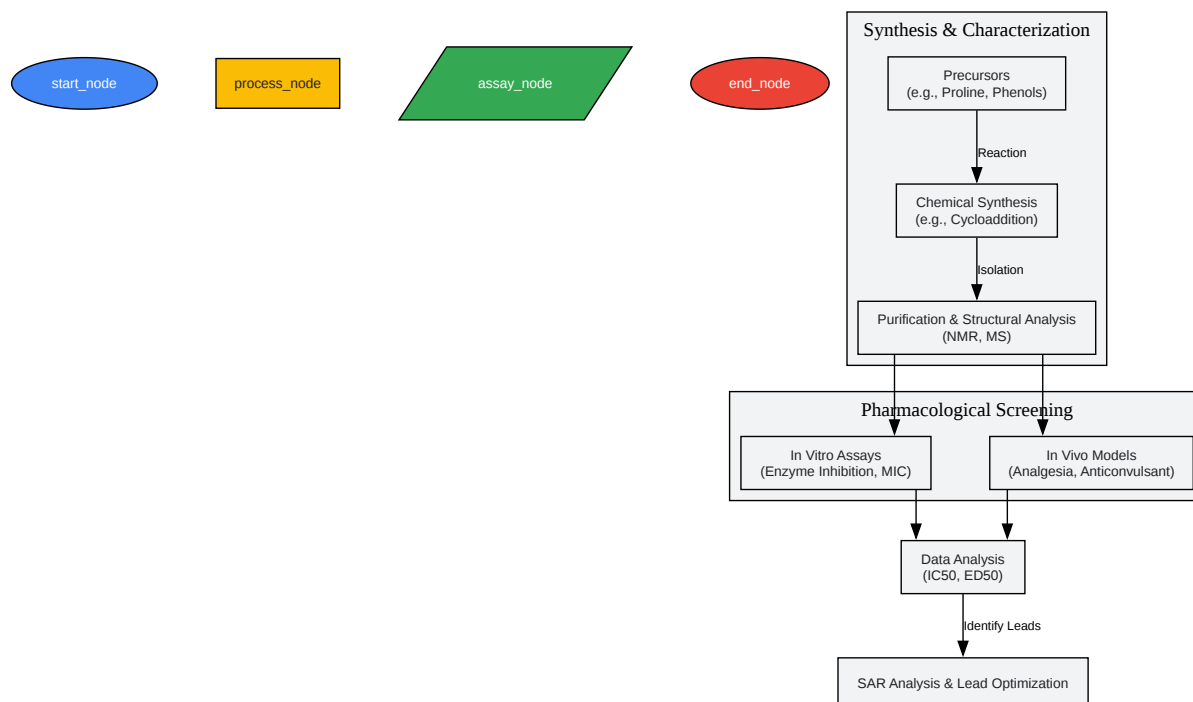 start_node
process_node
assay_node
end_node
Synthesis & Characterization
Precursors
(e.g., Proline, Phenols)
Reaction
Chemical Synthesis
(e.g., Cycloaddition)
Isolation
Purification & Structural Analysis
(NMR, MS)
Pharmacological Screening
In Vitro Assays
(Enzyme Inhibition, MIC)
In Vivo Models
(Analgesia, Anticonvulsant)
Data Analysis
(IC50, ED50)
Identify Leads
SAR Analysis & Lead Optimization